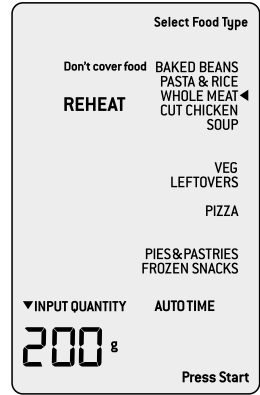 Select Food Type
Don't cover food
BAKED BEANS
PASTA & RICE
REHEAT
WHOLE MEAT
CUT CHICKEN
SOUP
VEG
LEFTOVERS
PIZZA
PIES & PASTRIES
FROZEN SNACKS
INPUT QUANTITY
AUTO TIME
200 g
Press Start